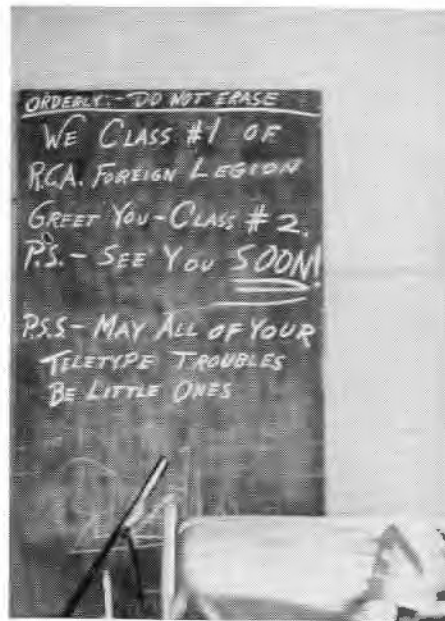 ORDERLY:- DO NOT ERASE
WE CLASS #1 OF
R.C.A. FOREIGN LEGION
GREET YOU - CLASS #2.
P.S. - SEE YOU SOON!
P.S.S - MAY ALL OF YOUR
TELETYPE TROUBLES
BE LITTLE ONES